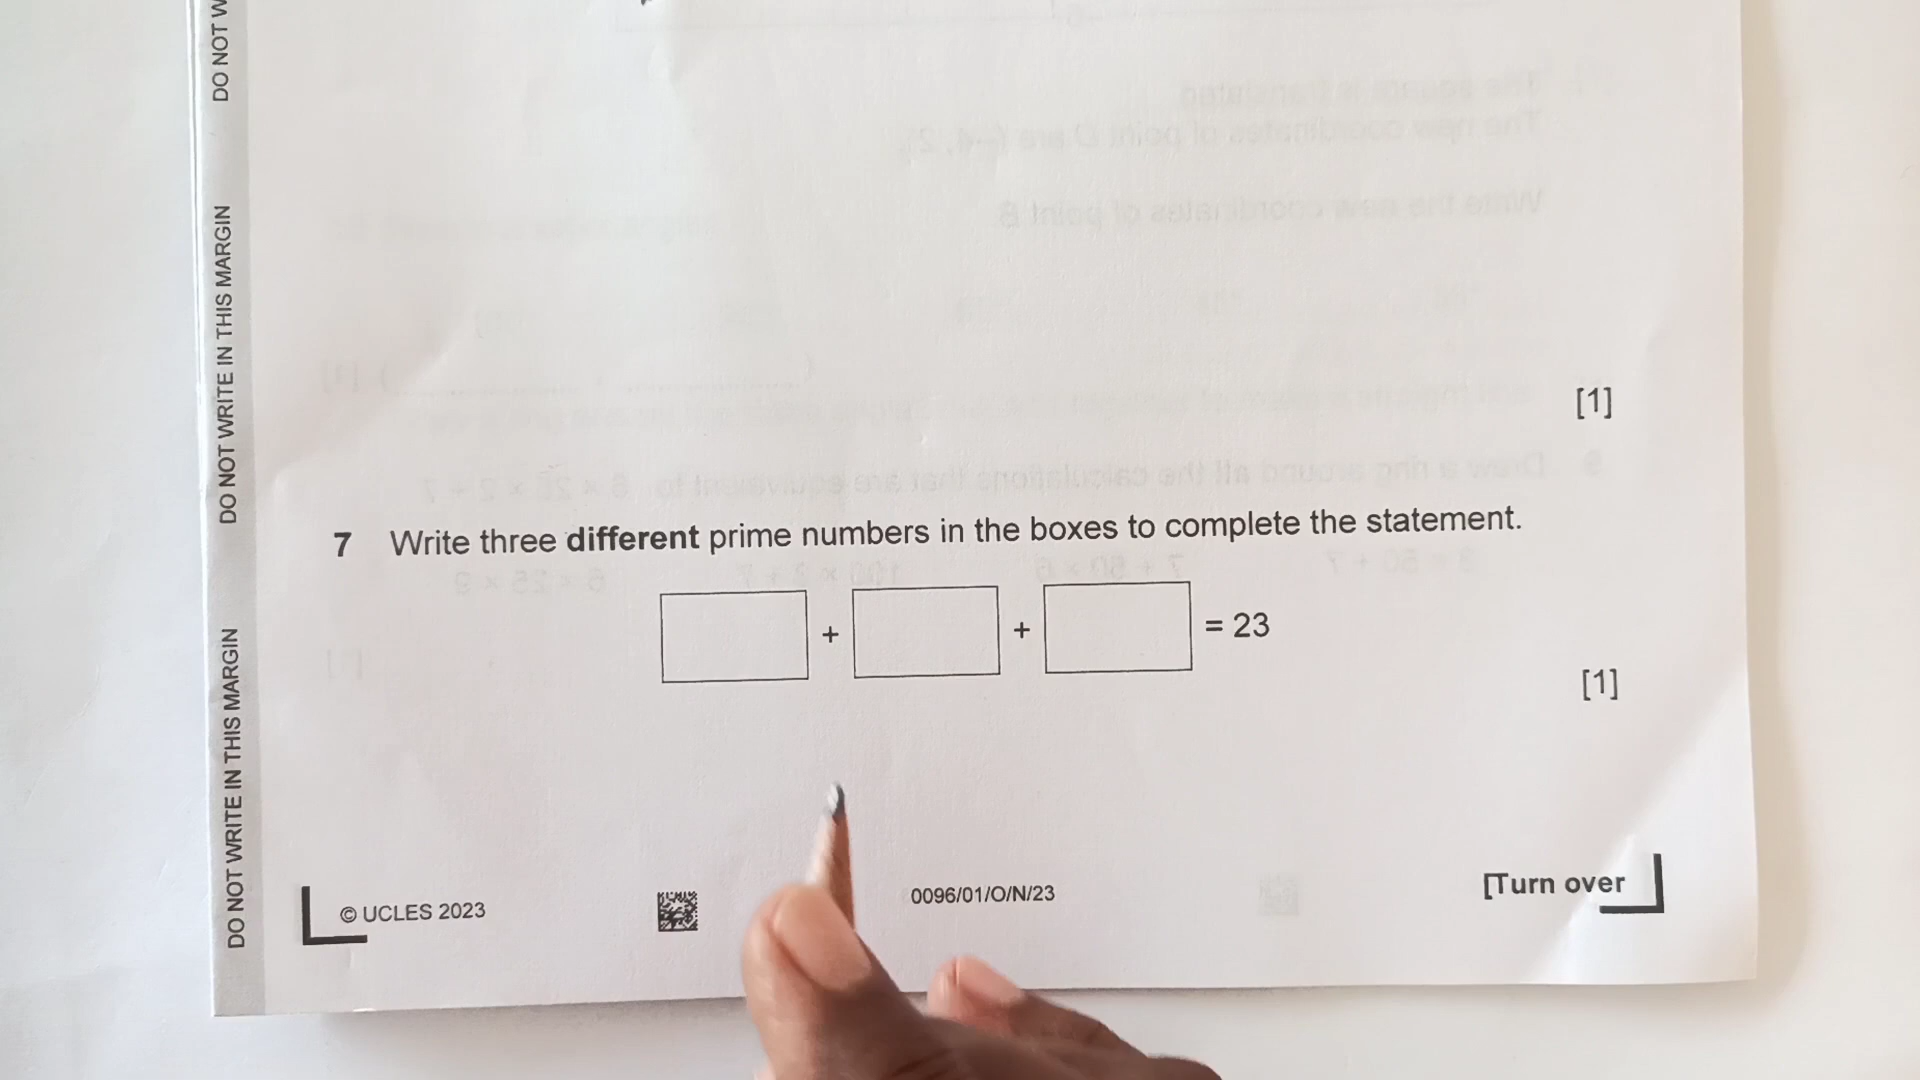 DO NOT W
DO NOT WRITE IN THIS MARGIN
DO NOT WRITE IN THIS MARGIN
[1]
7 Write three different prime numbers in the boxes to complete the statement.
+ + = 23
[1]
© UCLES 2023
0096/01/O/N/23
[Turn over